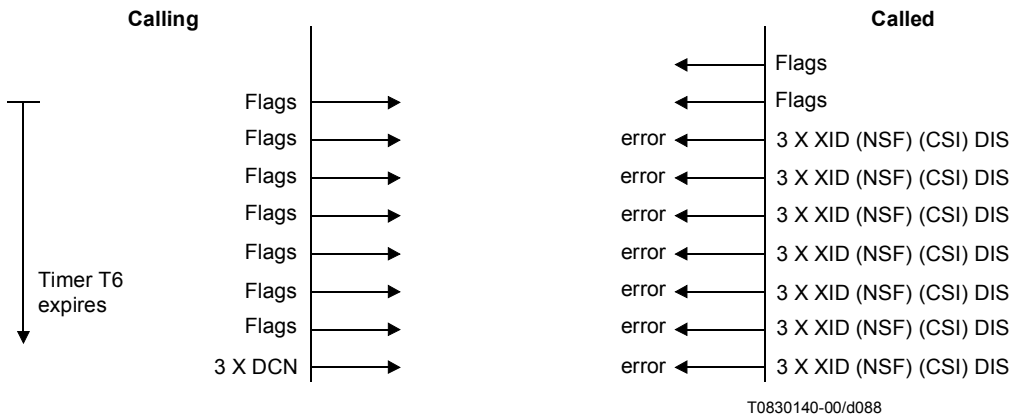 Calling Called
Flags
Flags Flags
Flags error 3 X XID (NSF) (CSI) DIS
Flags error 3 X XID (NSF) (CSI) DIS
Flags error 3 X XID (NSF) (CSI) DIS
Flags error 3 X XID (NSF) (CSI) DIS
Timer T6
expires
Flags error 3 X XID (NSF) (CSI) DIS
Flags error 3 X XID (NSF) (CSI) DIS
3 X DCN error 3 X XID (NSF) (CSI) DIS
T0830140-00/d088